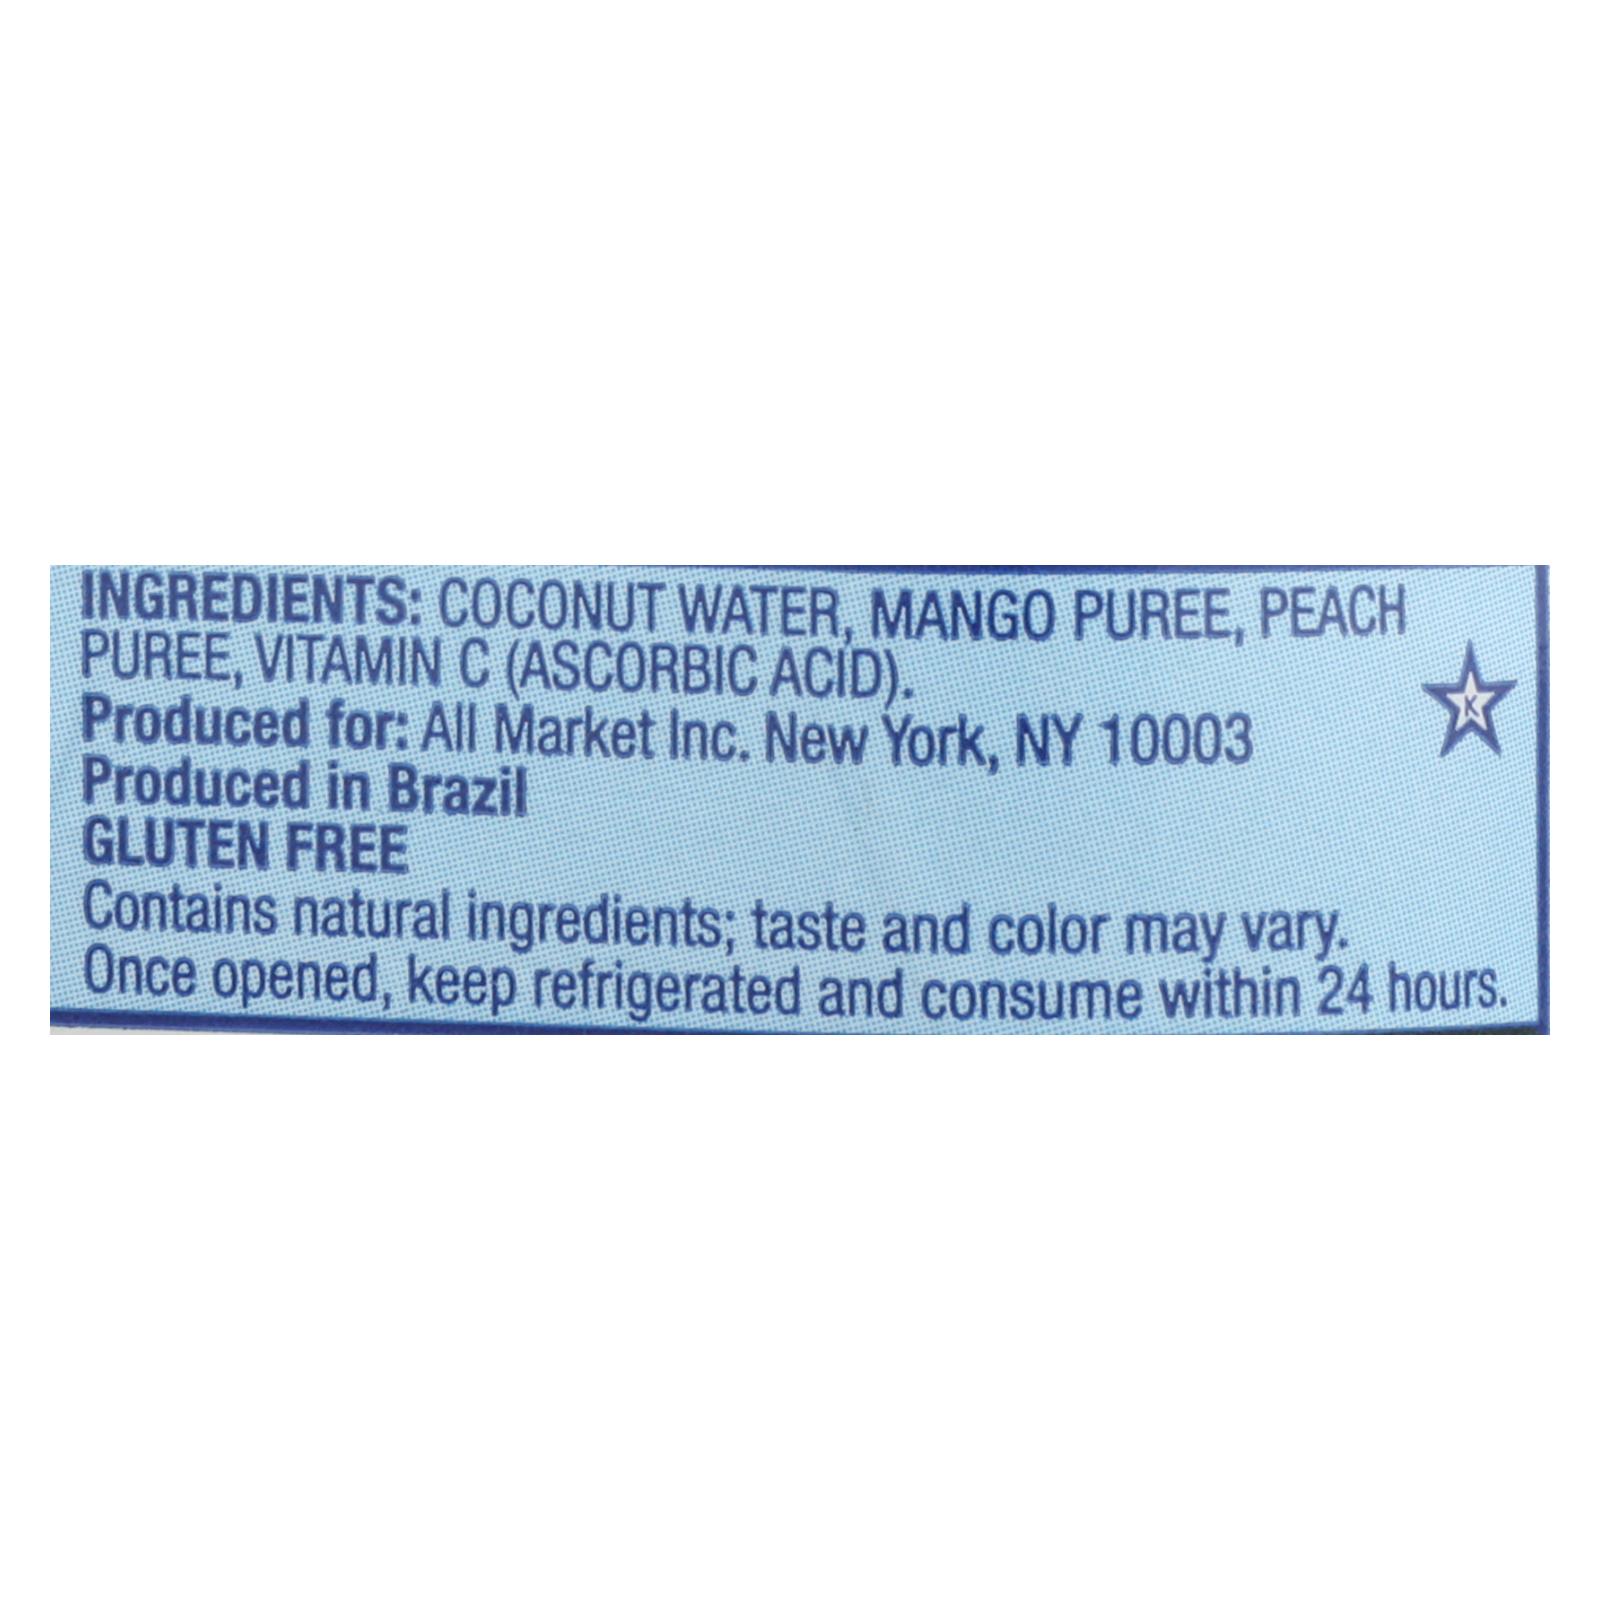 INGREDIENTS: COCONUT WATER, MANGO PUREE, PEACH
PUREE, VITAMIN C (ASCORBIC ACID).
K
Produced for: All Market Inc. New York, NY 10003
Produced in Brazil
GLUTEN FREE
Contains natural ingredients; taste and color may vary.
Once opened, keep refrigerated and consume within 24 hours.